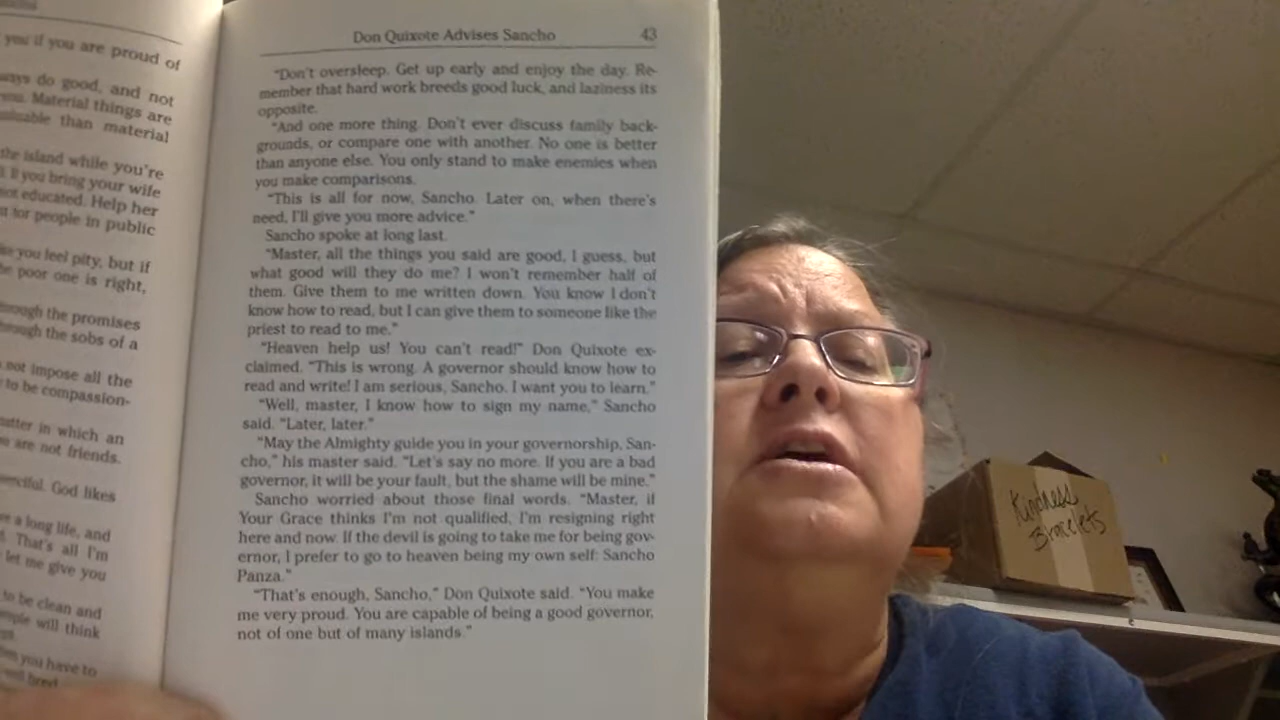 you if you are proud of
ways do good, and not
you. Material things are
than material
the island while you're
If you bring your wife
not educated. Help her
for people in public
you feel pity, but if
poor one is right,
through the promises
through the sobs of a
not impose all the
to be compassion-
matter in which an
are not friends.
merciful. God likes
a long life, and
That's all I'm
let me give you
to be clean and
people will think
you have to
Don Quixote Advises Sancho 43
"Don't oversleep. Get up early and enjoy the day. Re-
member that hard work breeds good luck, and laziness its
opposite.
"And one more thing. Don't ever discuss family back-
grounds, or compare one with another. No one is better
than anyone else. You only stand to make enemies when
you make comparisons.
"This is all for now, Sancho. Later on, when there's
need, I'll give you more advice."
Sancho spoke at long last.
"Master, all the things you said are good, I guess, but
what good will they do me? I won't remember half of
them. Give them to me written down. You know I don't
know how to read, but I can give them to someone like the
priest to read to me."
"Heaven help us! You can't read!" Don Quixote ex-
claimed. "This is wrong. A governor should know how to
read and write! I am serious, Sancho. I want you to learn."
"Well, master, I know how to sign my name," Sancho
said. "Later, later."
"May the Almighty guide you in your governorship, San-
cho," his master said. "Let's say no more. If you are a bad
governor, it will be your fault, but the shame will be mine."
Sancho worried about those final words. "Master, if
Your Grace thinks I'm not qualified, I'm resigning right
here and now. If the devil is going to take me for being gov-
ernor, I prefer to go to heaven being my own self: Sancho
Panza."
"That's enough, Sancho," Don Quixote said. "You make
me very proud. You are capable of being a good governor,
not of one but of many islands."
Kindness
Bracelets